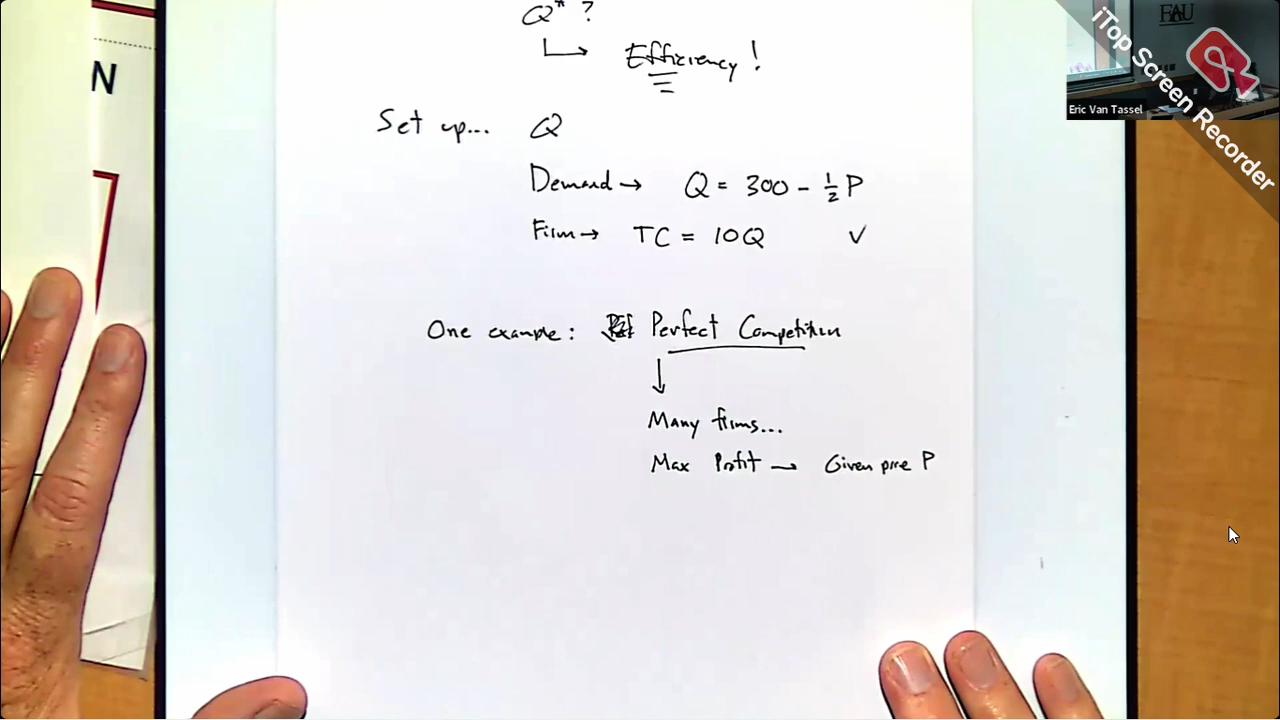 Q* ?
Efficiency!
Set up... Q
Demand → Q = 300 - 1/2 P
Firm → TC = 10Q ✓
One example: Perfect Competition
Many firms...
Max Profit → Given price P
N
FAU
Eric Van Tassel
iTop Screen Recorder